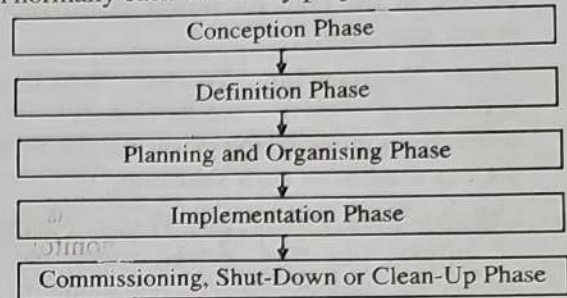 Conception Phase
Definition Phase
Planning and Organising Phase
Implementation Phase
Commissioning, Shut-Down or Clean-Up Phase